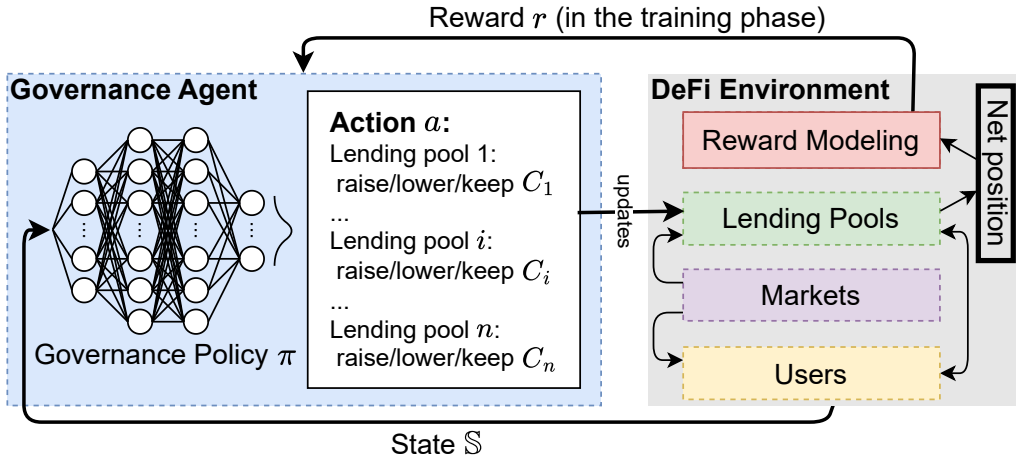 Reward r (in the training phase)
Governance Agent
Action a:
Lending pool 1:
raise/lower/keep C₁
...
Lending pool i:
raise/lower/keep Cᵢ
...
Lending pool n:
raise/lower/keep Cₙ
Governance Policy π
updates
DeFi Environment
Reward Modeling
Lending Pools
Markets
Users
Net position
State 𝕊